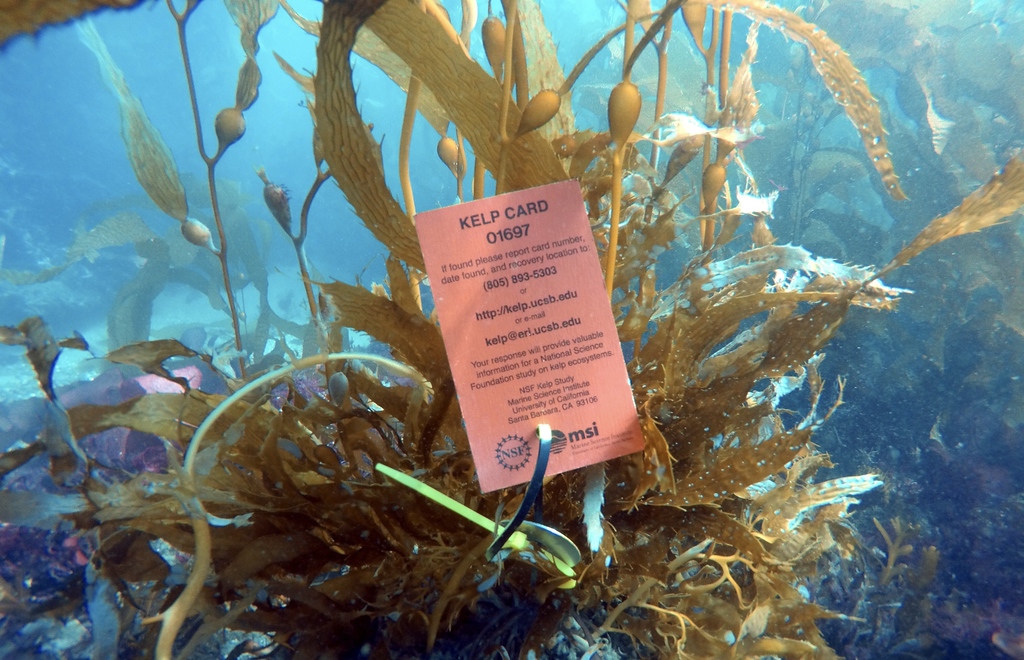 KELP CARD
01697
If found please report card number,
date found, and recovery location to:
(805) 893-5303
or
http://kelp.ucsb.edu
or e-mail
kelp@eri.ucsb.edu
Your response will provide valuable
information for a National Science
Foundation study on kelp ecosystems.
NSF Kelp Study
Marine Science Institute
University of California
Santa Barbara, CA 93106
NSF
msi
Marine Science